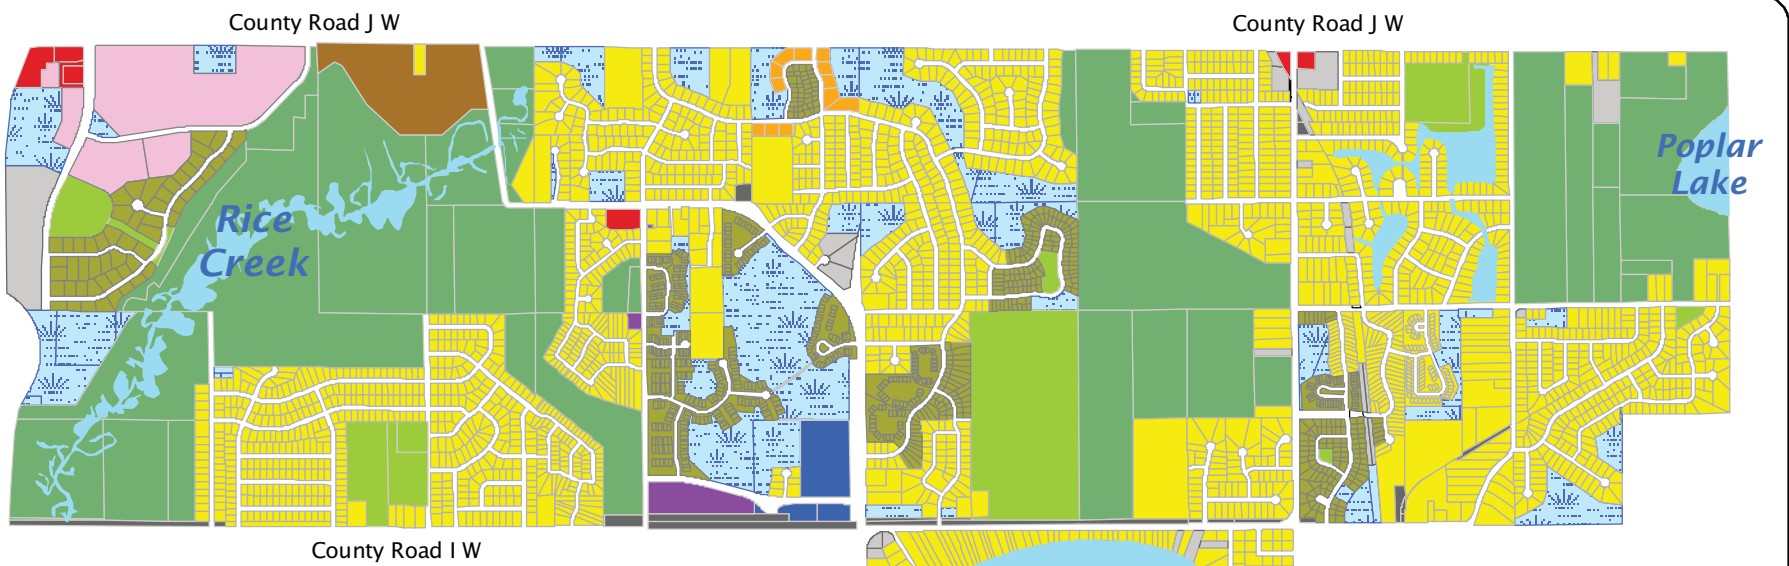 County Road J W
County Road J W
Poplar
Lake
Rice
Creek
County Road I W